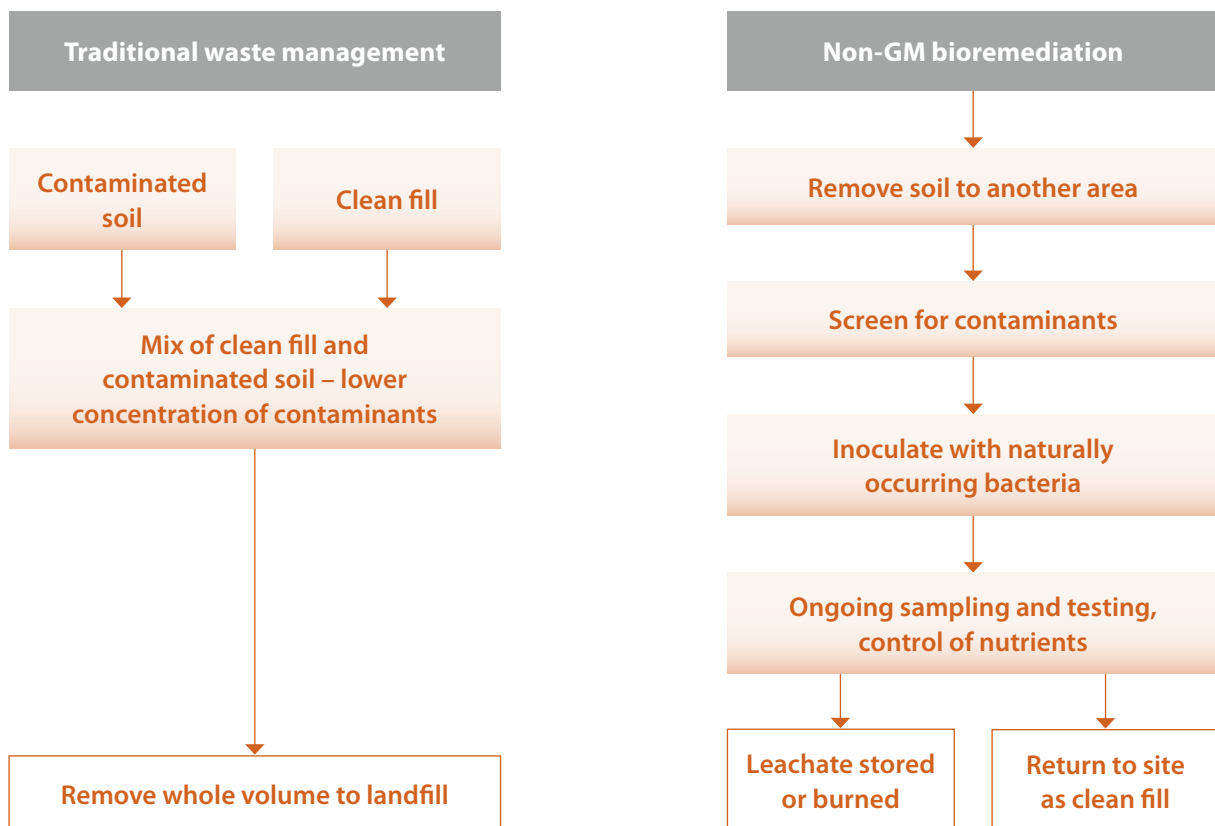 Traditional waste management
Contaminated
soil
Clean fill
Mix of clean fill and
contaminated soil – lower
concentration of contaminants
Remove whole volume to landfill
Non-GM bioremediation
Remove soil to another area
Screen for contaminants
Inoculate with naturally
occurring bacteria
Ongoing sampling and testing,
control of nutrients
Leachate stored
or burned
Return to site
as clean fill